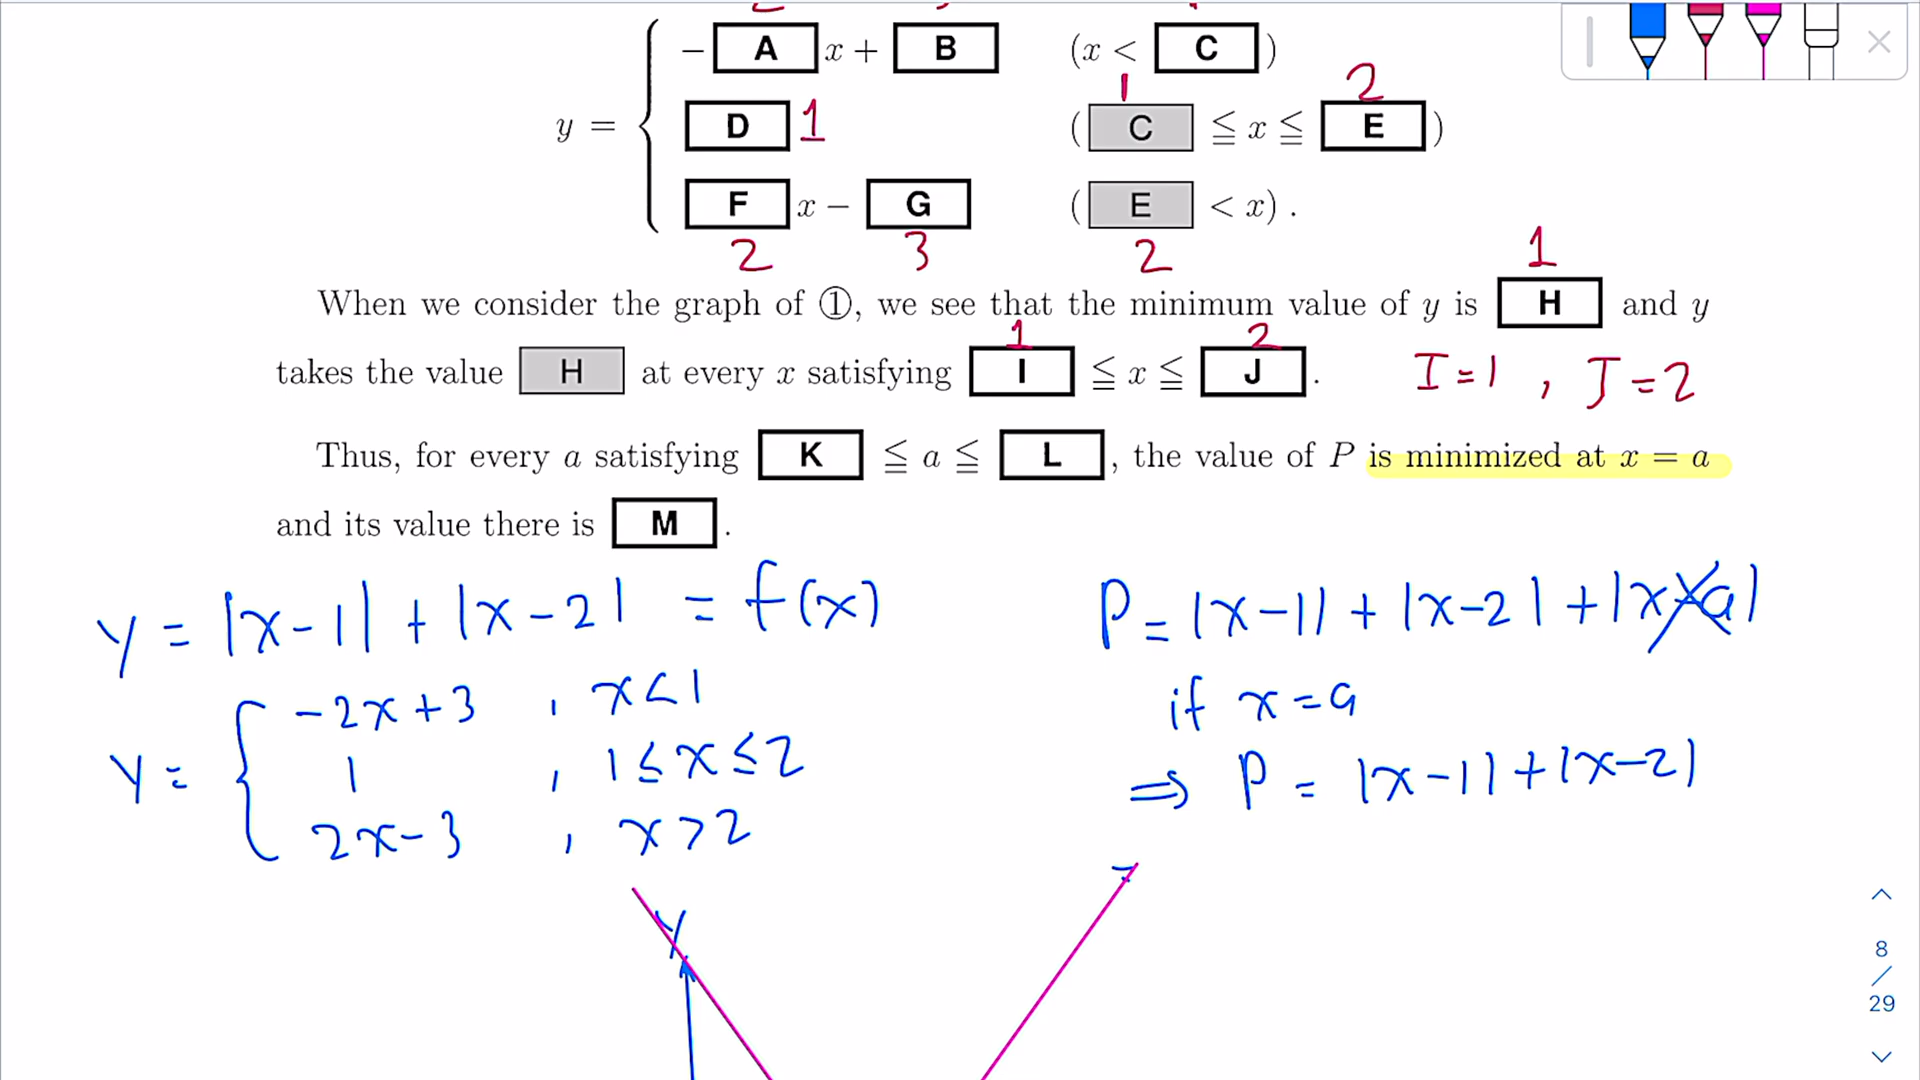 - A x + B (x < C )
1 2
y = D 1 ( C ≦ x ≦ E )
F x − G ( E < x) .
2 3 2 1
When we consider the graph of ①, we see that the minimum value of y is H and y
1 2
takes the value H at every x satisfying I ≦ x ≦ J . I = 1 , J = 2
Thus, for every a satisfying K ≦ a ≦ L , the value of P is minimized at x = a
and its value there is M .
y = |x-1| + |x-2| = f(x)
P = |x-1| + |x-2| + |x-a|
-2x+3 , x<1
if x = a
y = 1 , 1 ≤ x ≤ 2
⇒ P = |x-1| + |x-2|
2x-3 , x>2
y
8
/
29